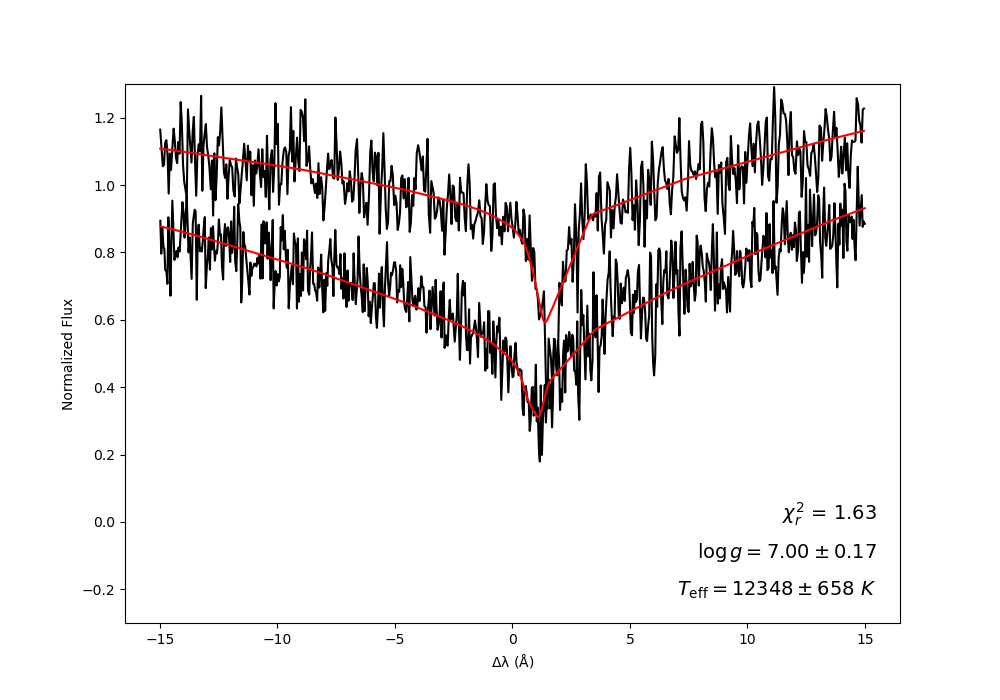 1.2
1.0
0.8
0.6
0.4
0.2
0.0
−0.2
Normalized Flux
χ²ᵣ = 1.63
log g = 7.00 ± 0.17
T_eff = 12348 ± 658 K
−15 −10 −5 0 5 10 15
Δλ (Å)